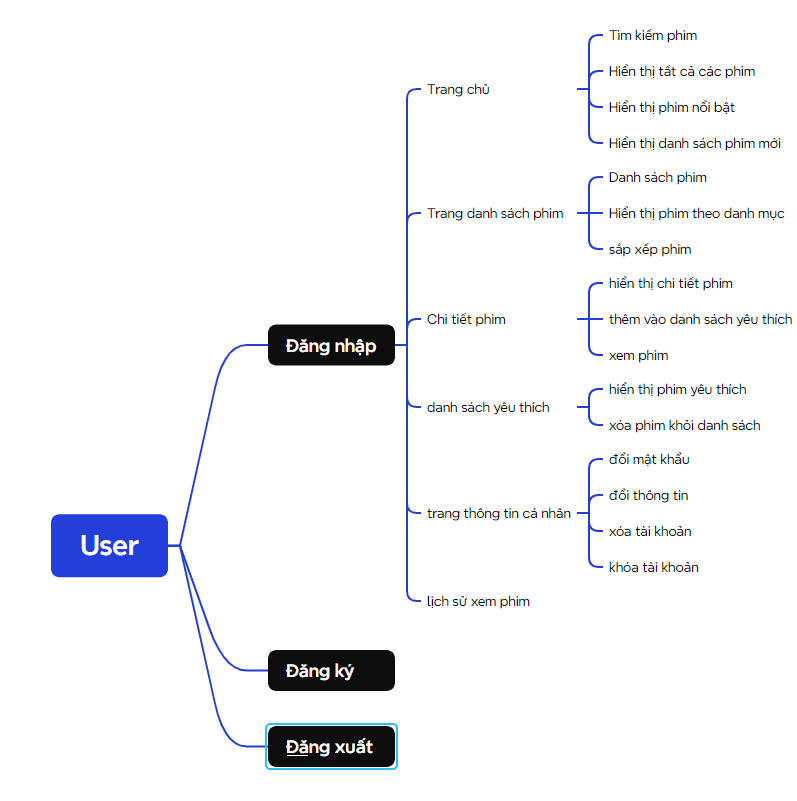 User
Đăng nhập
Trang chủ
Tìm kiếm phim
Hiển thị tất cả các phim
Hiển thị phim nổi bật
Hiển thị danh sách phim mới
Trang danh sách phim
Danh sách phim
Hiển thị phim theo danh mục
sắp xếp phim
Chi tiết phim
hiển thị chi tiết phim
thêm vào danh sách yêu thích
xem phim
danh sách yêu thích
hiển thị phim yêu thích
xóa phim khỏi danh sách
trang thông tin cá nhân
đổi mật khẩu
đổi thông tin
xóa tài khoản
khóa tài khoản
lịch sử xem phim
Đăng ký
Đăng xuất